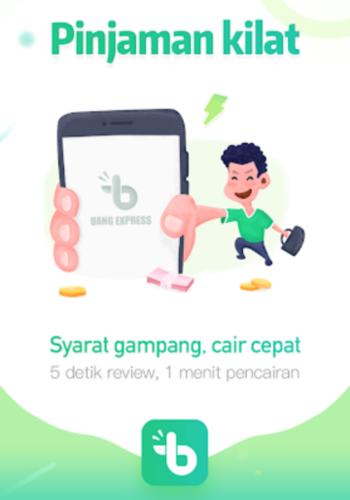 Pinjaman kilat
UANG EXPRESS
Syarat gampang, cair cepat
5 detik review, 1 menit pencairan